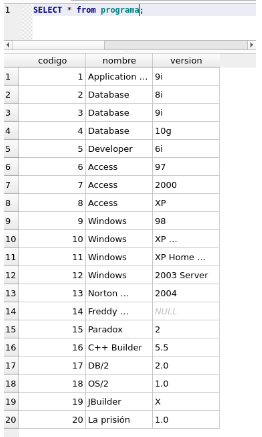 1 SELECT * from programa;
codigo nombre version
1 1 Application ... 9i
2 2 Database 8i
3 3 Database 9i
4 4 Database 10g
5 5 Developer 6i
6 6 Access 97
7 7 Access 2000
8 8 Access XP
9 9 Windows 98
10 10 Windows XP ...
11 11 Windows XP Home ...
12 12 Windows 2003 Server
13 13 Norton ... 2004
14 14 Freddy ... NULL
15 15 Paradox 2
16 16 C++ Builder 5.5
17 17 DB/2 2.0
18 18 OS/2 1.0
19 19 JBuilder X
20 20 La prisión 1.0